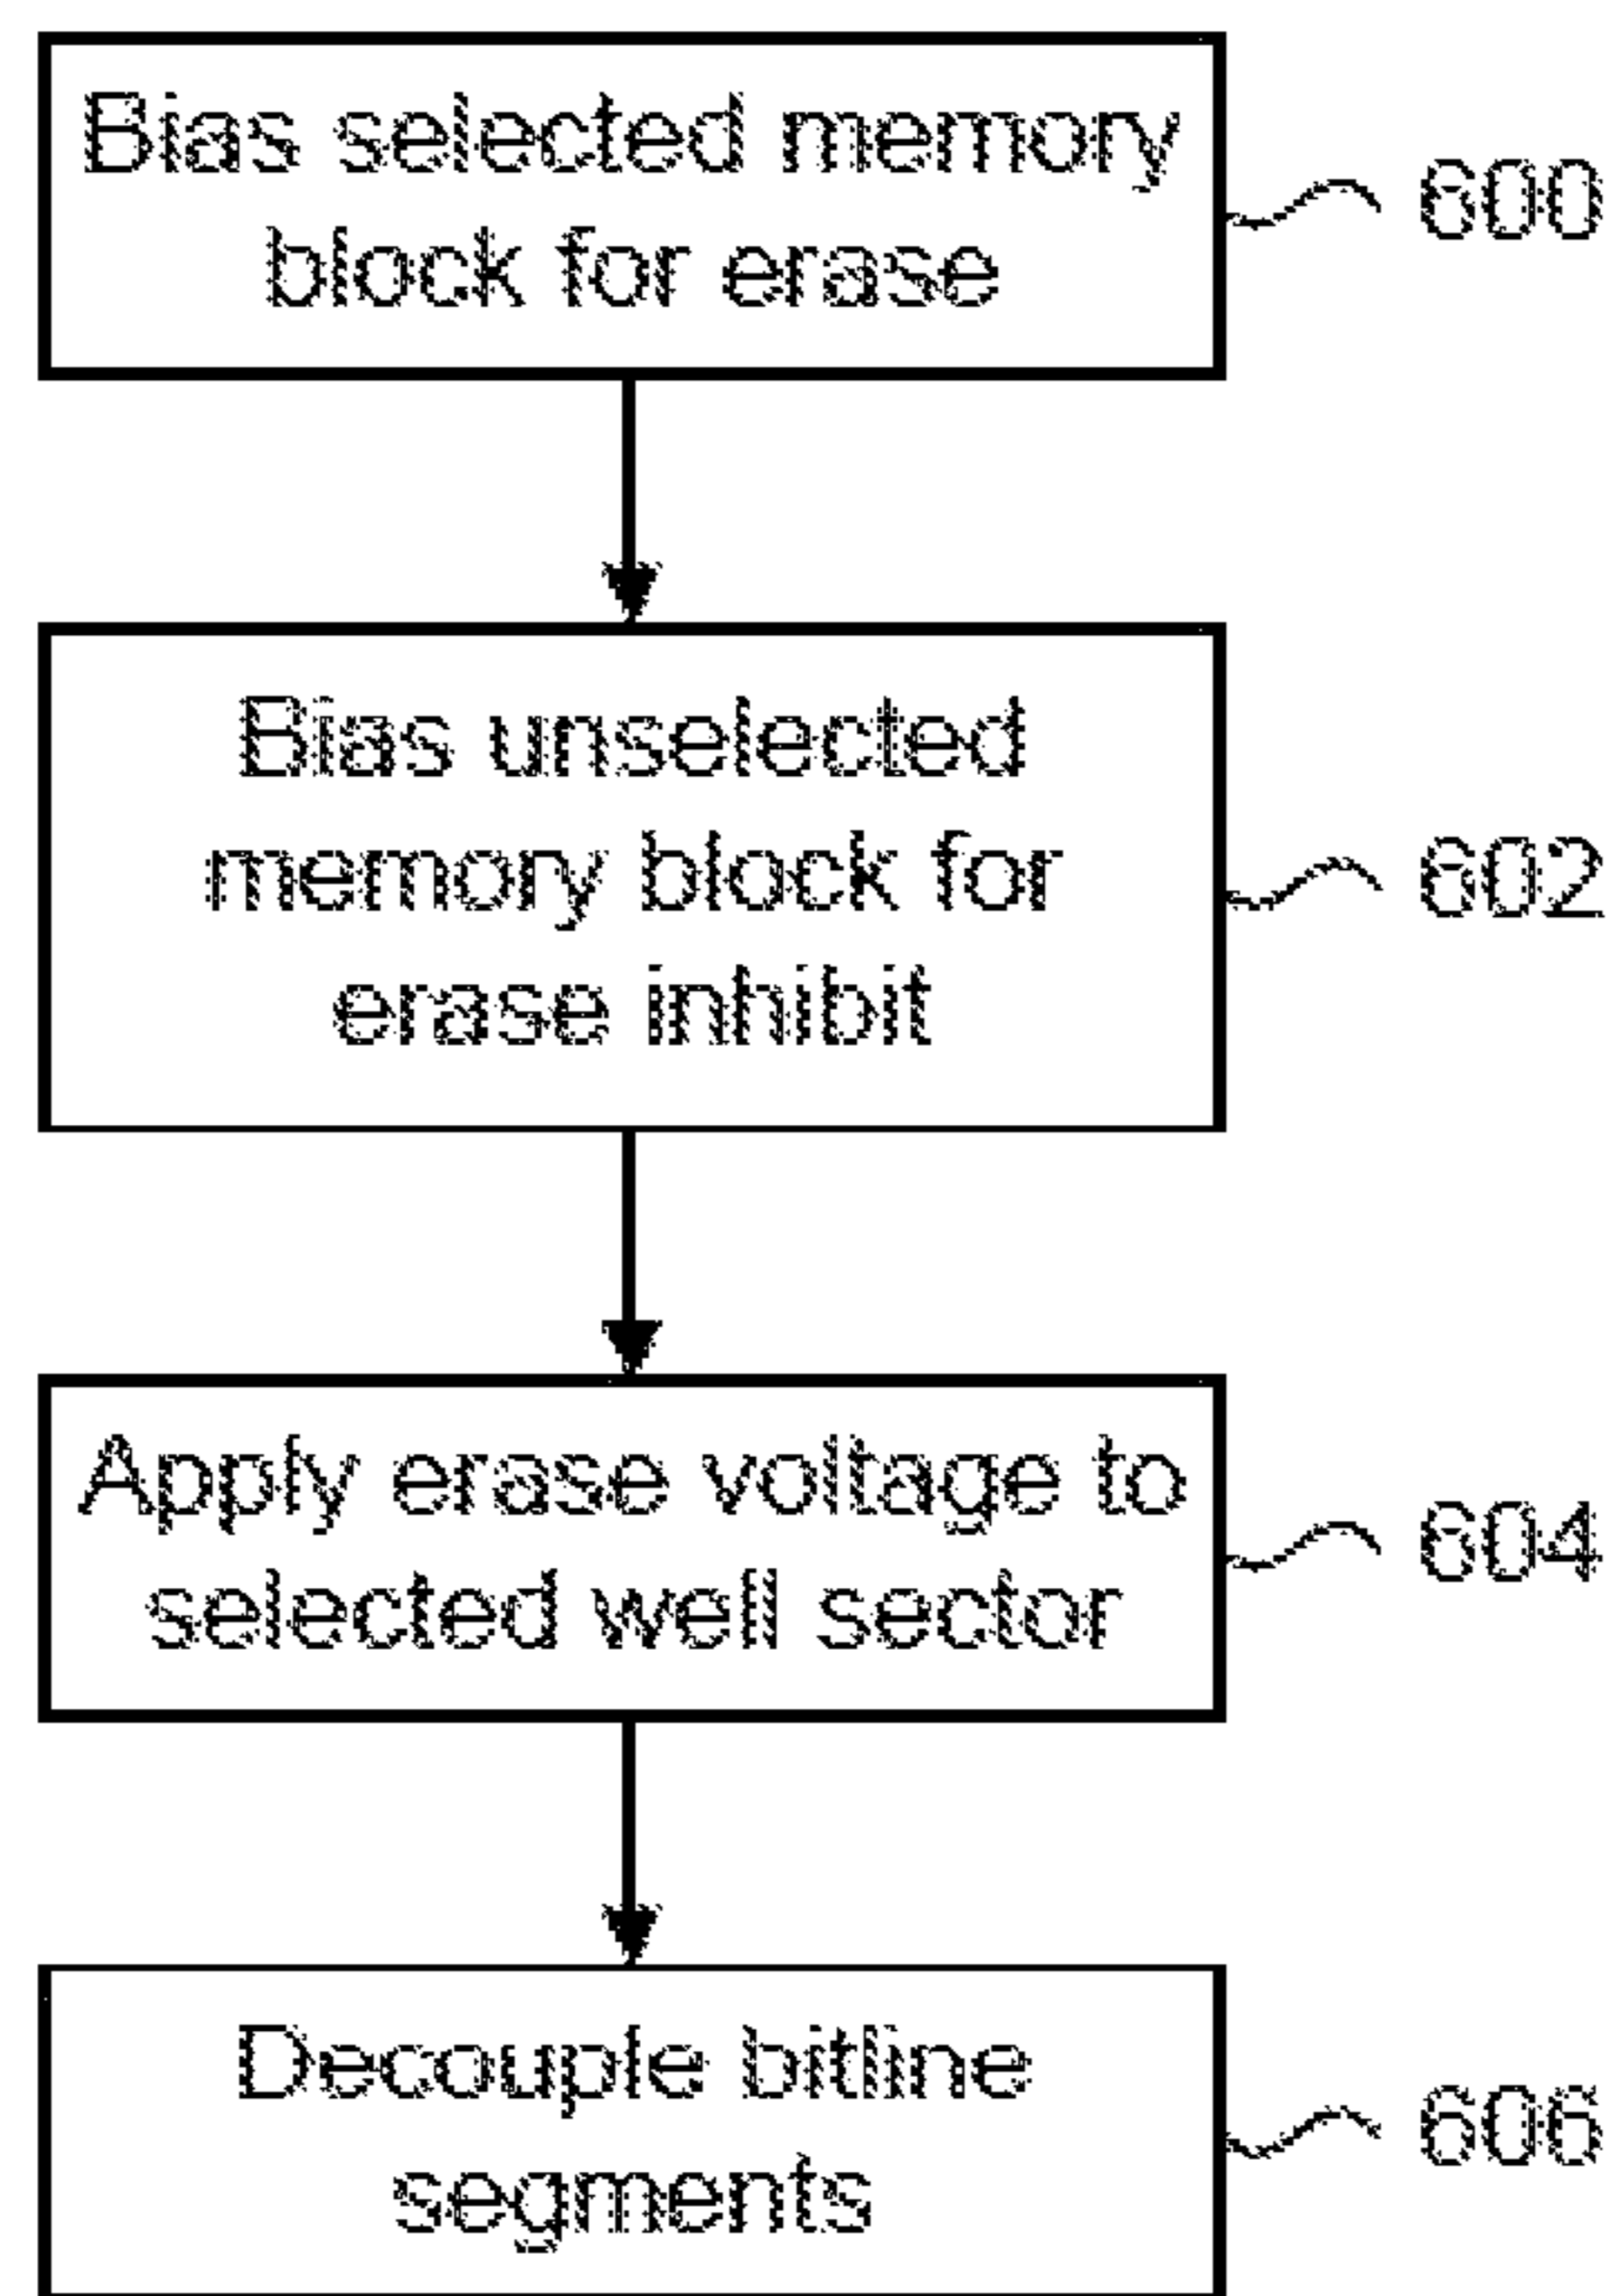 Bias selected memory
block for erase
600
Bias unselected
memory block for
erase inhibit
602
Apply erase voltage to
selected well sector
604
Decouple bitline
segments
606